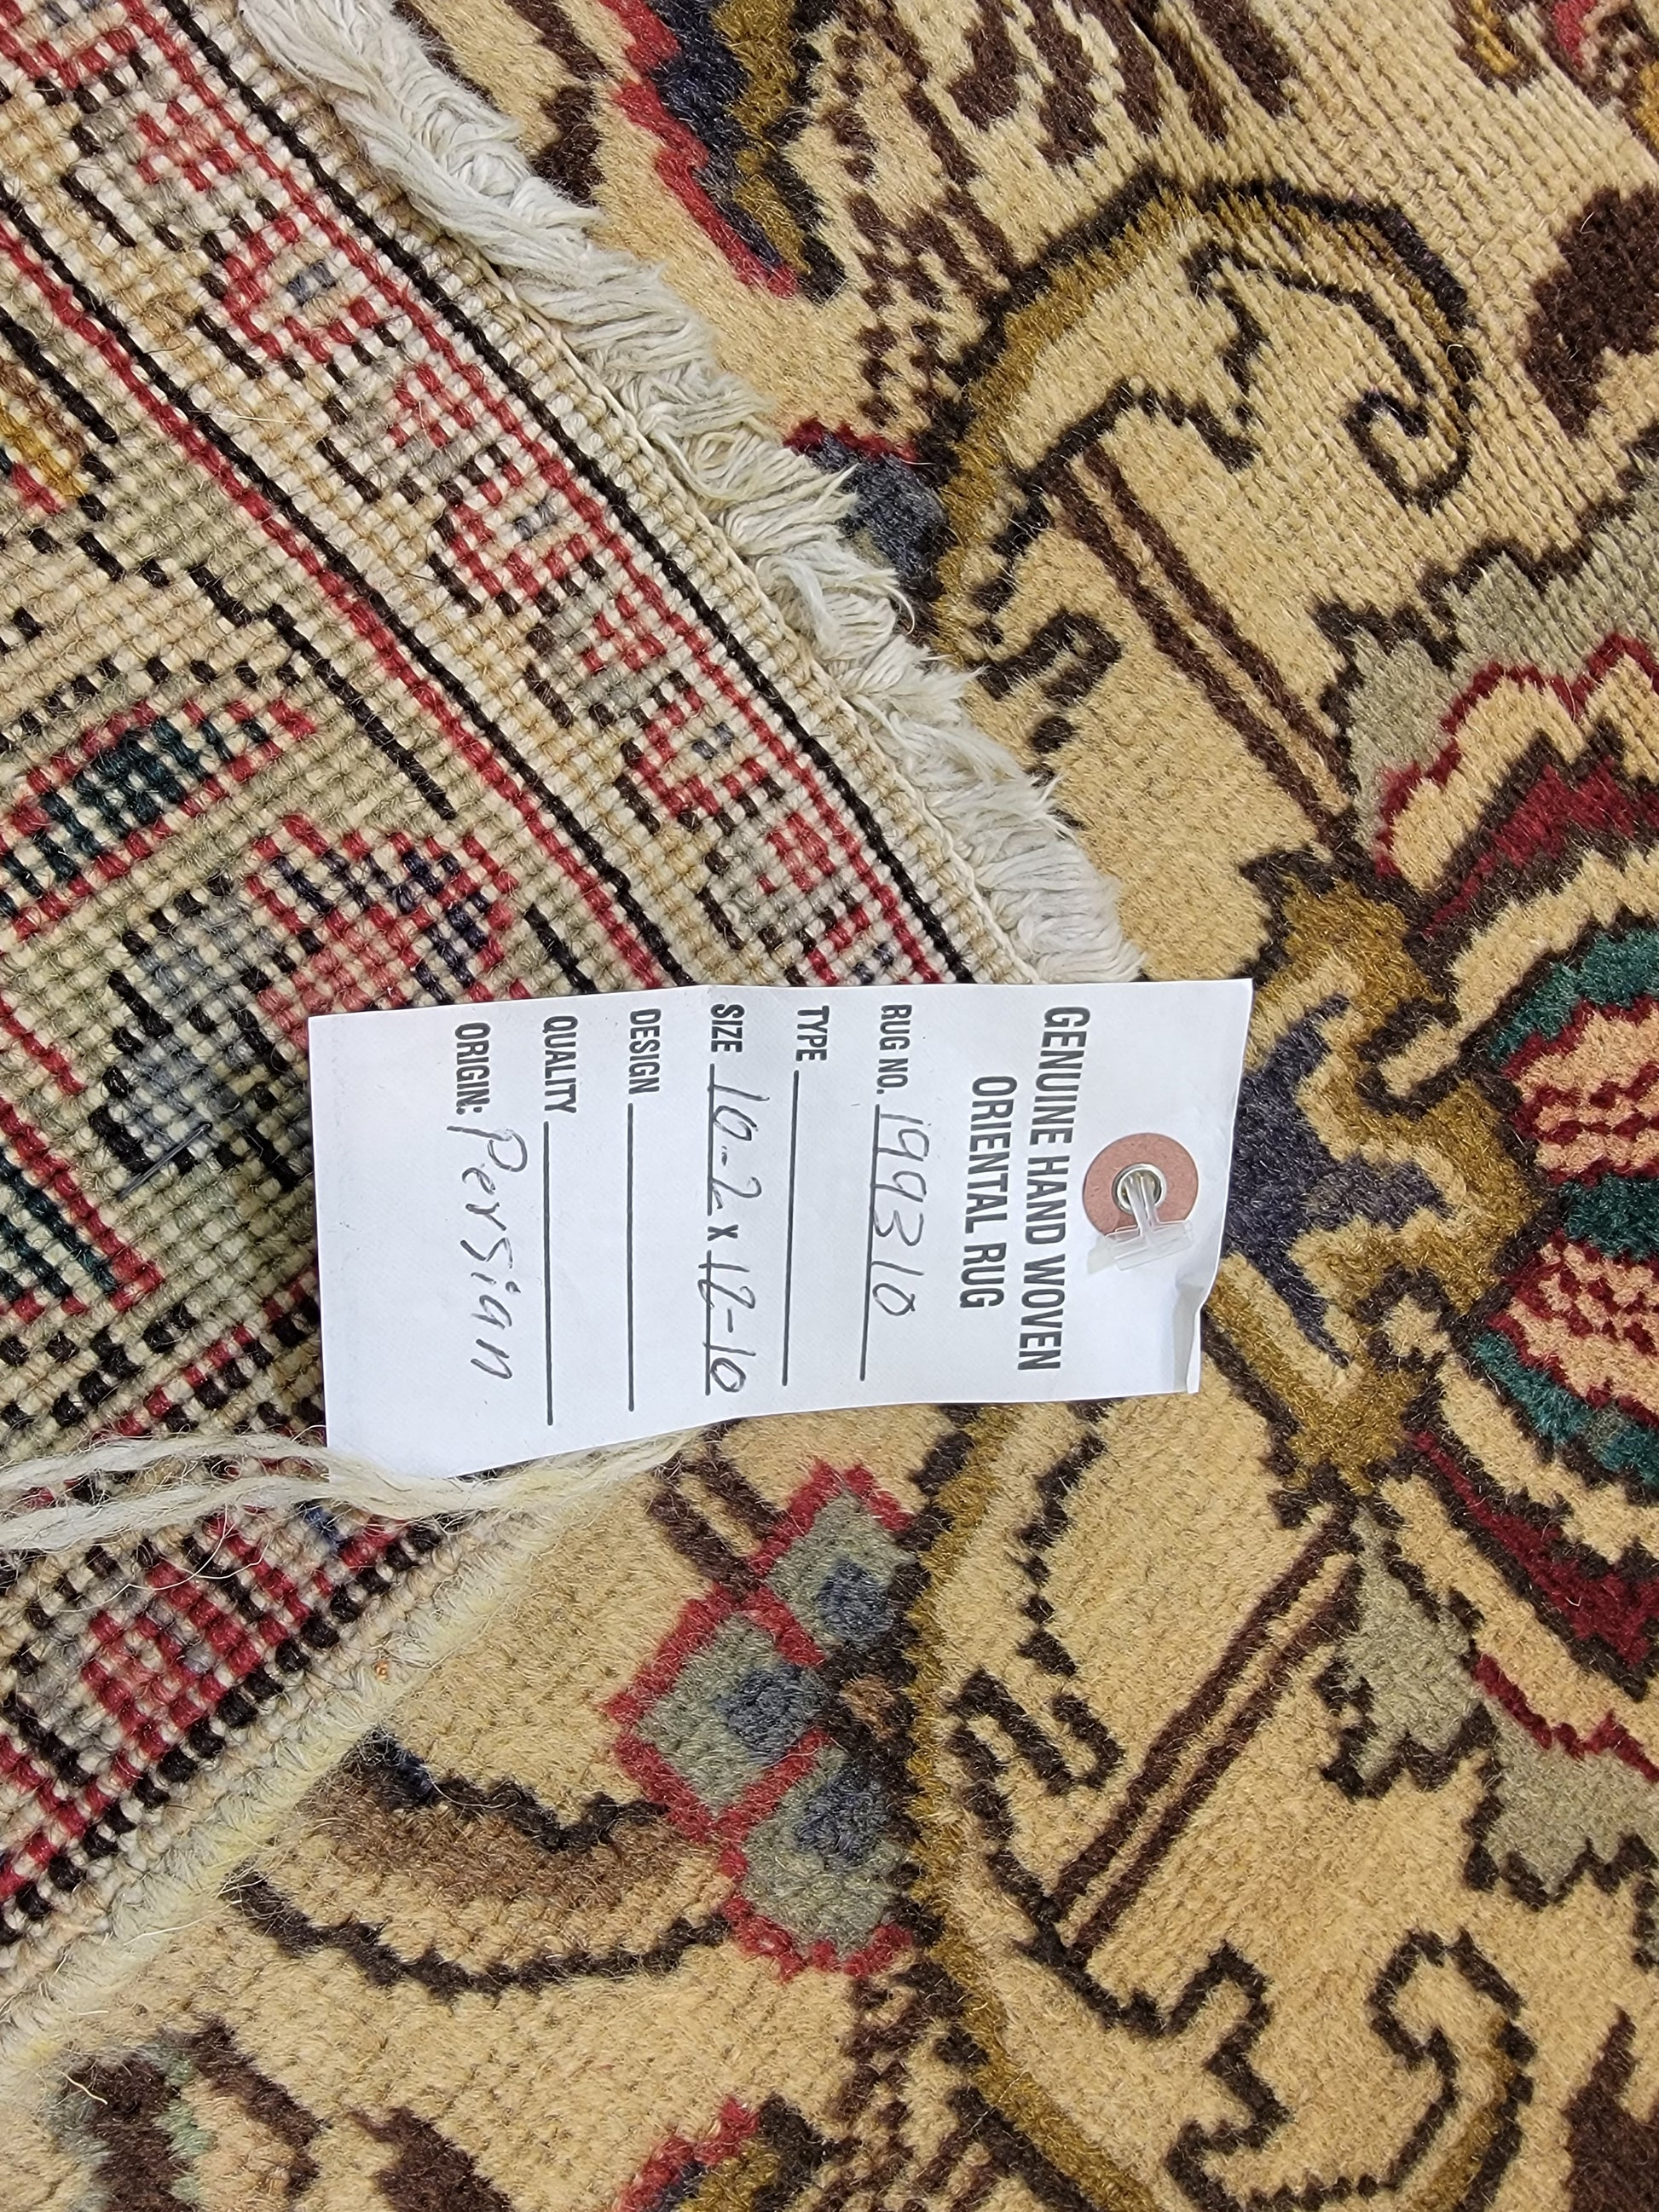 GENUINE HAND WOVEN
ORIENTAL RUG
RUG NO. 199310
TYPE
SIZE 10-2 x 12-10
DESIGN
QUALITY
ORIGIN: Persian